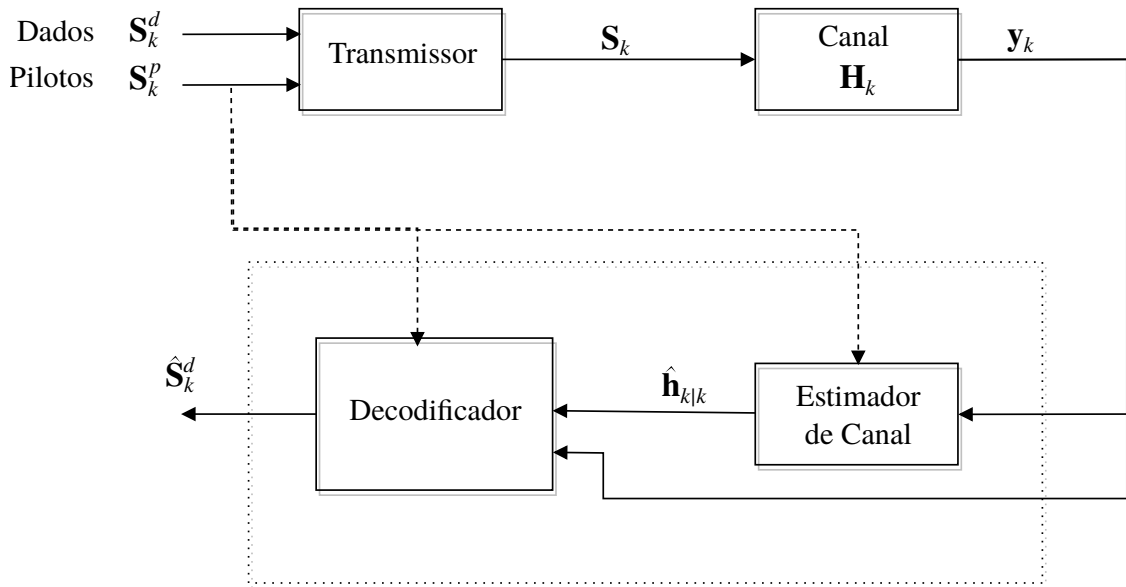 Dados S_k^d
Pilotos S_k^p
Transmissor
S_k
Canal
H_k
y_k
Ŝ_k^d
Decodificador
ĥ_{k|k}
Estimador
de Canal